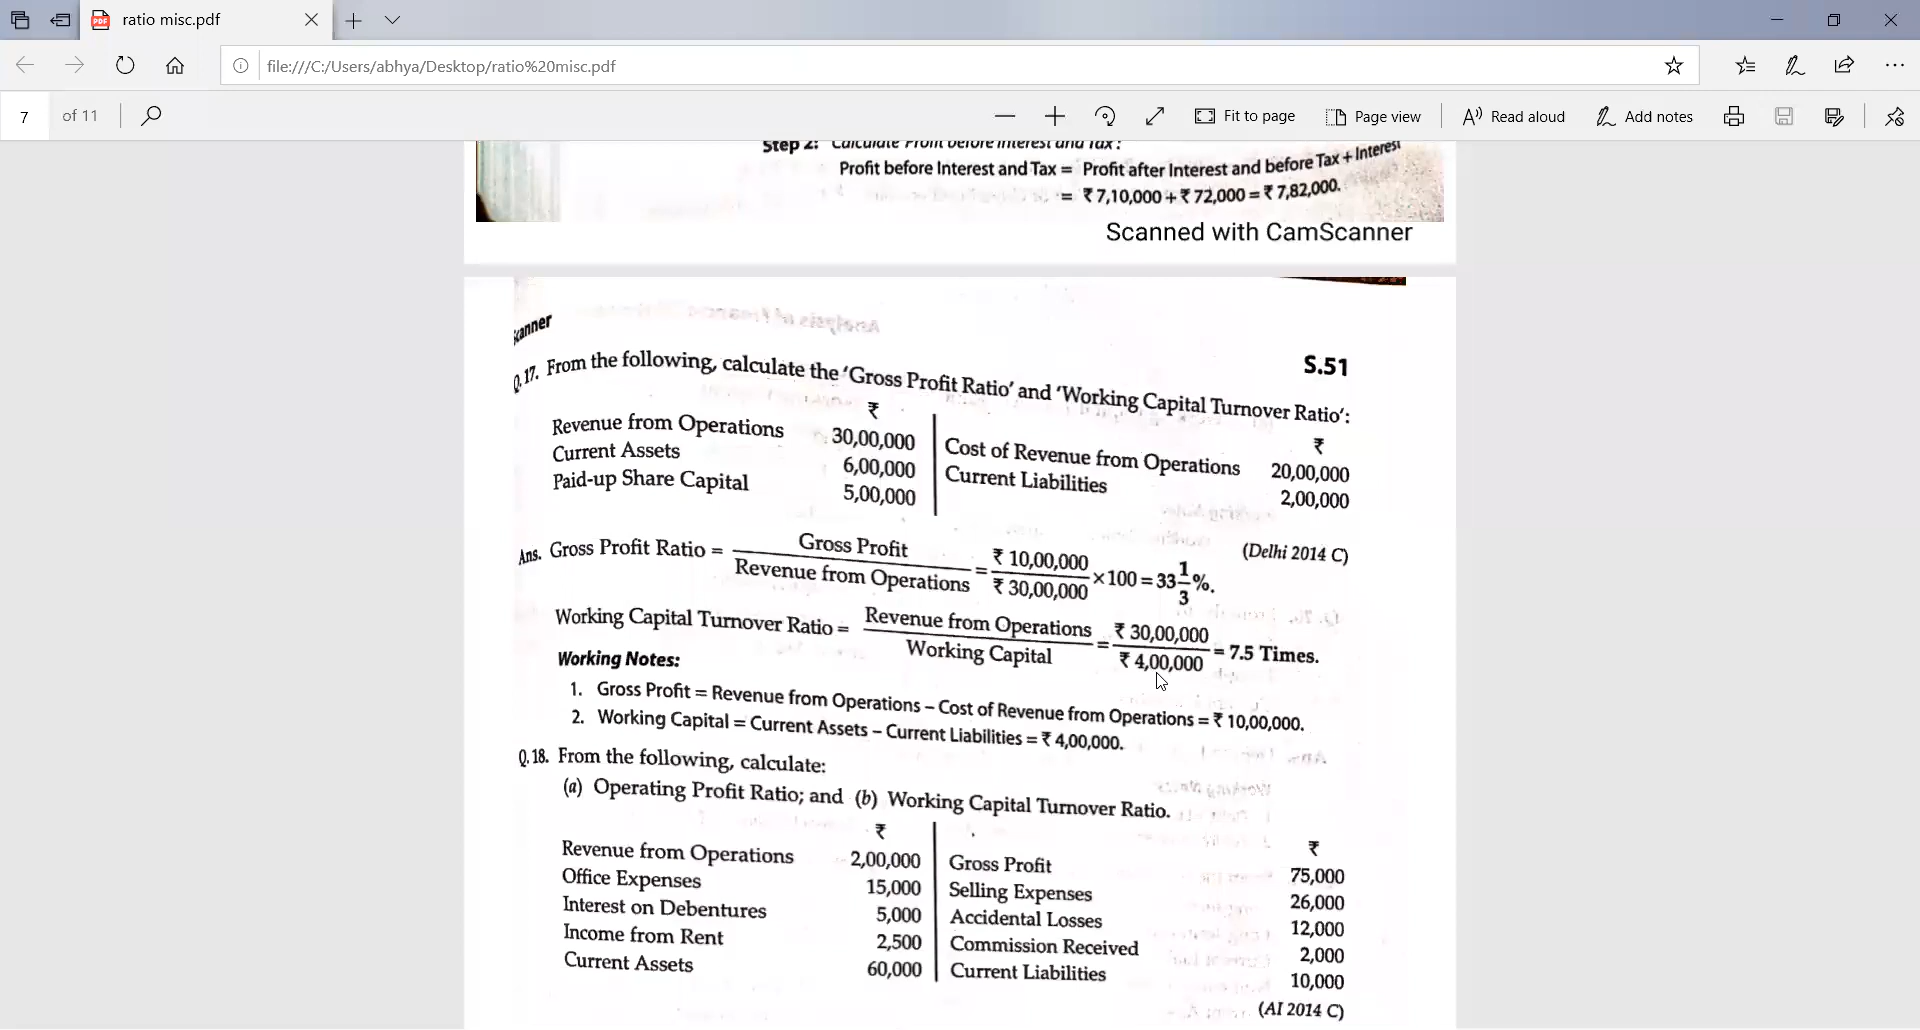 ratio misc.pdf
file:///C:/Users/abhya/Desktop/ratio%20misc.pdf
7 of 11 Fit to page Page view Read aloud Add notes
Step 2: Calculate Profit before Interest and Tax:
Profit before Interest and Tax = Profit after Interest and before Tax + Interest
= ₹ 7,10,000 + ₹ 72,000 = ₹ 7,82,000.
Scanned with CamScanner
S.51
Q.17. From the following, calculate the 'Gross Profit Ratio' and 'Working Capital Turnover Ratio':
₹ ₹
Revenue from Operations 30,00,000 Cost of Revenue from Operations 20,00,000
Current Assets 6,00,000 Current Liabilities 2,00,000
Paid-up Share Capital 5,00,000
(Delhi 2014 C)
Ans. Gross Profit Ratio = Gross Profit / Revenue from Operations = ₹ 10,00,000 / ₹ 30,00,000 ×100 = 33 1/3 %.
Working Capital Turnover Ratio = Revenue from Operations / Working Capital = ₹ 30,00,000 / ₹ 4,00,000 = 7.5 Times.
Working Notes:
1. Gross Profit = Revenue from Operations – Cost of Revenue from Operations = ₹ 10,00,000.
2. Working Capital = Current Assets – Current Liabilities = ₹ 4,00,000.
Q.18. From the following, calculate:
(a) Operating Profit Ratio; and (b) Working Capital Turnover Ratio.
₹ ₹
Revenue from Operations 2,00,000 Gross Profit 75,000
Office Expenses 15,000 Selling Expenses 26,000
Interest on Debentures 5,000 Accidental Losses 12,000
Income from Rent 2,500 Commission Received 2,000
Current Assets 60,000 Current Liabilities 10,000
(AI 2014 C)